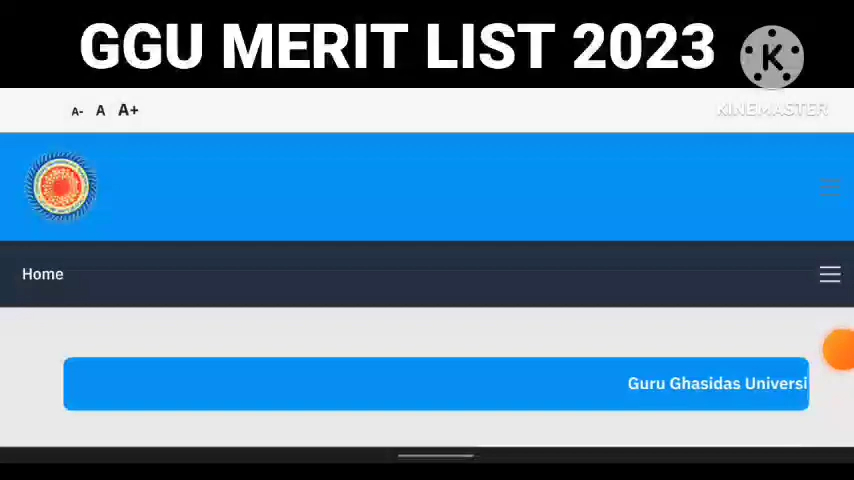 GGU MERIT LIST 2023
K
KINEMASTER
A- A A+
Home
Guru Ghasidas Universi